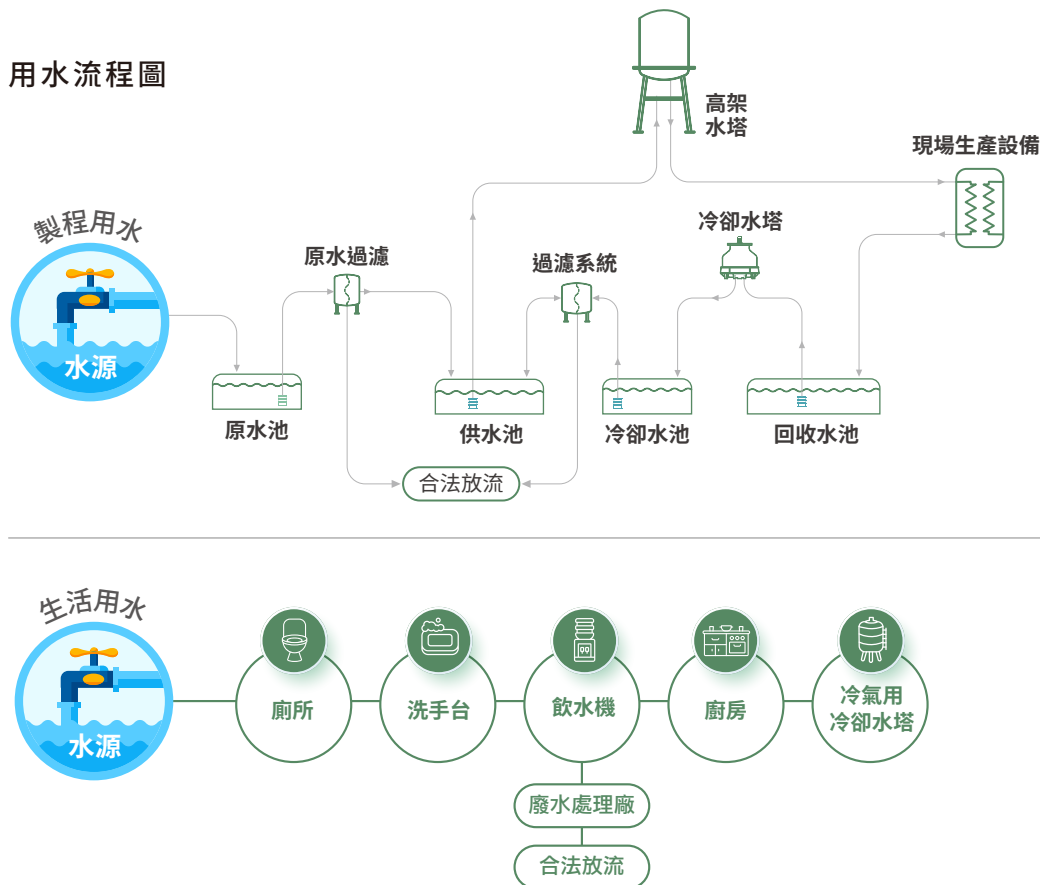 用水流程圖
高架
水塔
現場生產設備
製程用水
冷卻水塔
原水過濾
過濾系統
水源
原水池
供水池
冷卻水池
回收水池
合法放流
生活用水
水源
廁所
洗手台
飲水機
廚房
冷氣用
冷卻水塔
廢水處理廠
合法放流